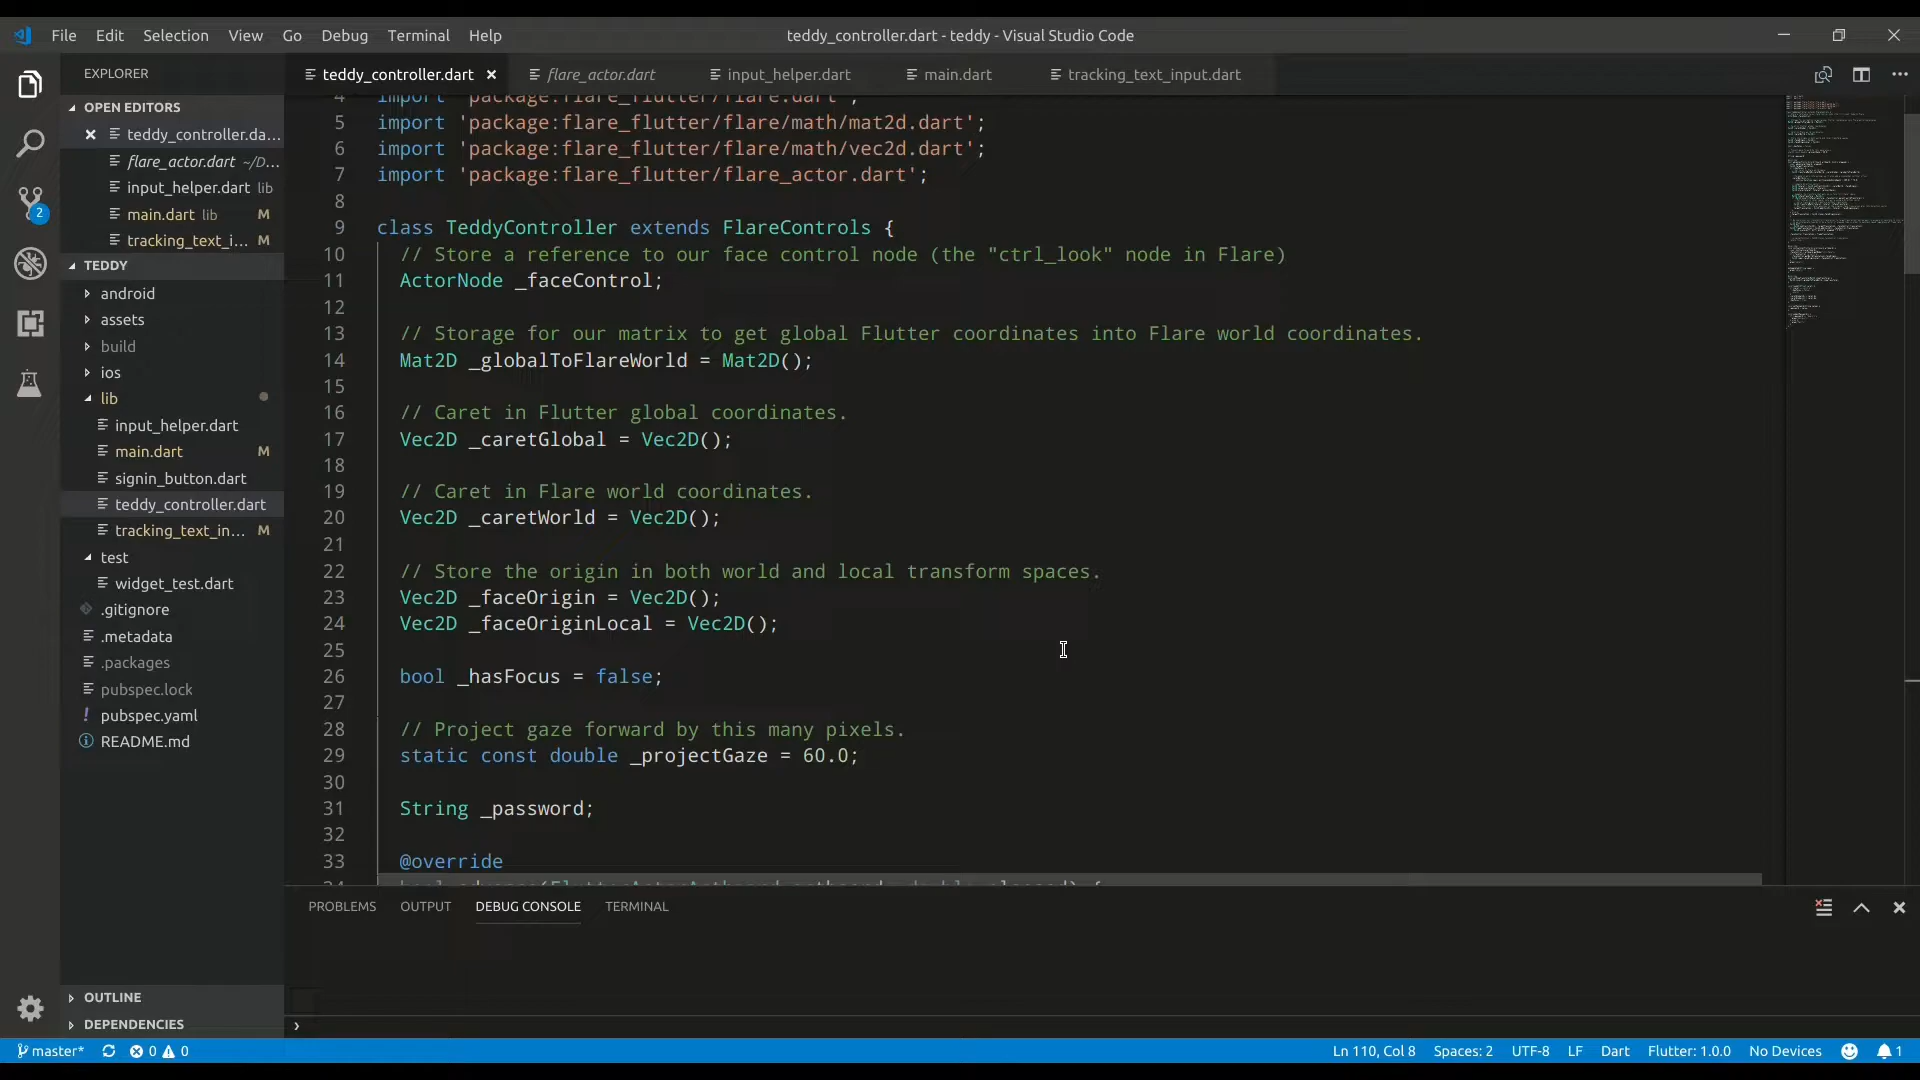 File Edit Selection View Go Debug Terminal Help
teddy_controller.dart - teddy - Visual Studio Code
EXPLORER
OPEN EDITORS
teddy_controller.da...
flare_actor.dart ~/D...
input_helper.dart lib
main.dart lib M
tracking_text_i... M
TEDDY
android
assets
build
ios
lib
input_helper.dart
main.dart M
signin_button.dart
teddy_controller.dart
tracking_text_in... M
test
widget_test.dart
.gitignore
.metadata
.packages
pubspec.lock
! pubspec.yaml
README.md
OUTLINE
DEPENDENCIES
2
teddy_controller.dart flare_actor.dart input_helper.dart main.dart tracking_text_input.dart
4 import 'package:flare_flutter/flare.dart';
5 import 'package:flare_flutter/flare/math/mat2d.dart';
6 import 'package:flare_flutter/flare/math/vec2d.dart';
7 import 'package:flare_flutter/flare_actor.dart';
8
9 class TeddyController extends FlareControls {
10 // Store a reference to our face control node (the "ctrl_look" node in Flare)
11 ActorNode _faceControl;
12
13 // Storage for our matrix to get global Flutter coordinates into Flare world coordinates.
14 Mat2D _globalToFlareWorld = Mat2D();
15
16 // Caret in Flutter global coordinates.
17 Vec2D _caretGlobal = Vec2D();
18
19 // Caret in Flare world coordinates.
20 Vec2D _caretWorld = Vec2D();
21
22 // Store the origin in both world and local transform spaces.
23 Vec2D _faceOrigin = Vec2D();
24 Vec2D _faceOriginLocal = Vec2D();
25
26 bool _hasFocus = false;
27
28 // Project gaze forward by this many pixels.
29 static const double _projectGaze = 60.0;
30
31 String _password;
32
33 @override
PROBLEMS OUTPUT DEBUG CONSOLE TERMINAL
master* 0 0 Ln 110, Col 8 Spaces: 2 UTF-8 LF Dart Flutter: 1.0.0 No Devices 1